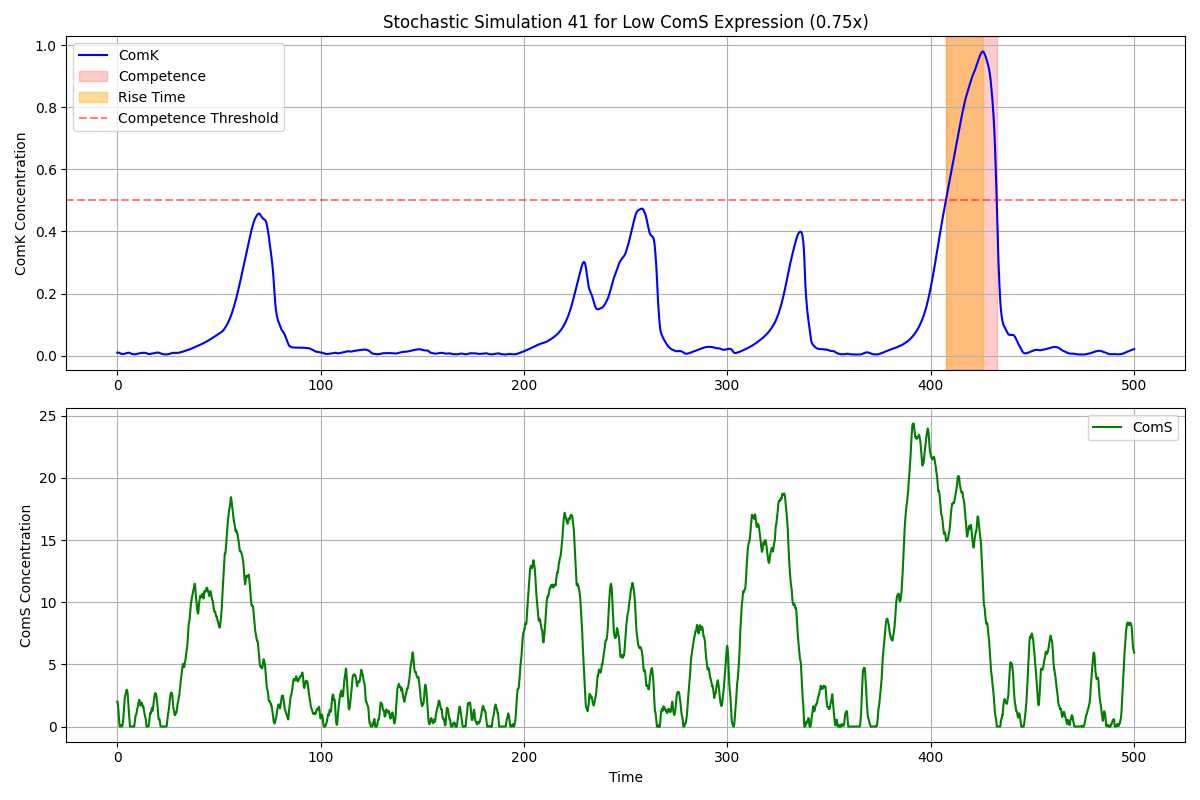 Stochastic Simulation 41 for Low ComS Expression (0.75x)
ComK Concentration
1.0
0.8
0.6
0.4
0.2
0.0
ComK
Competence
Rise Time
Competence Threshold
0 100 200 300 400 500
ComS Concentration
25
20
15
10
5
0
ComS
0 100 200 300 400 500
Time